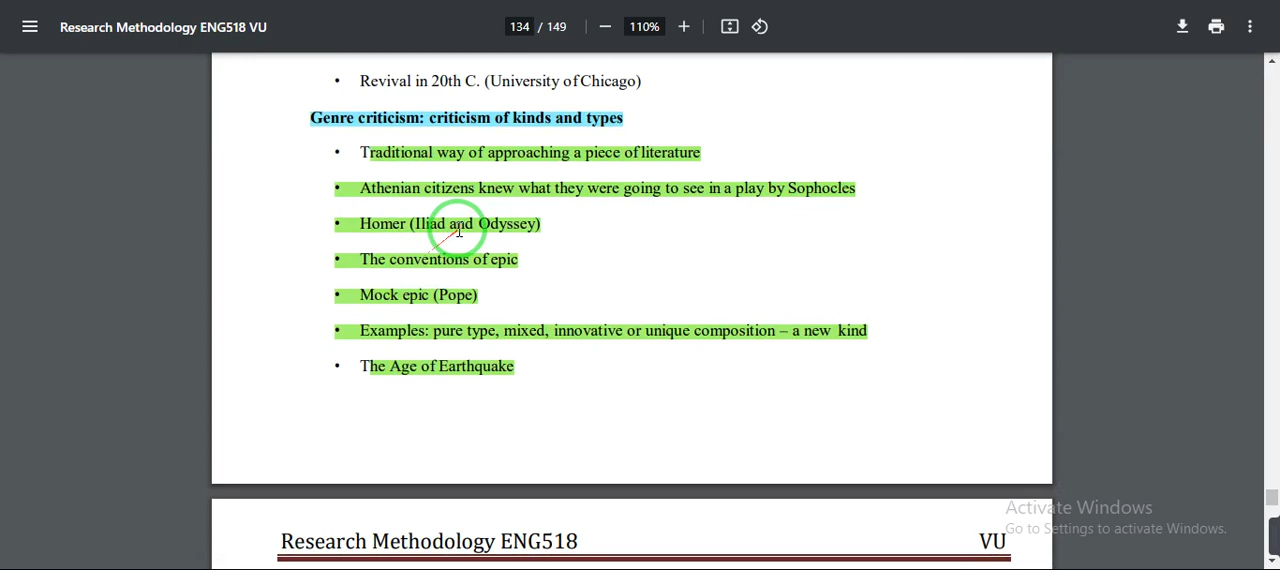 Research Methodology ENG518 VU
134 / 149
110%
• Revival in 20th C. (University of Chicago)
Genre criticism: criticism of kinds and types
• Traditional way of approaching a piece of literature
• Athenian citizens knew what they were going to see in a play by Sophocles
• Homer (Iliad and Odyssey)
• The conventions of epic
• Mock epic (Pope)
• Examples: pure type, mixed, innovative or unique composition – a new kind
• The Age of Earthquake
Activate Windows
Go to Settings to activate Windows.
Research Methodology ENG518 VU